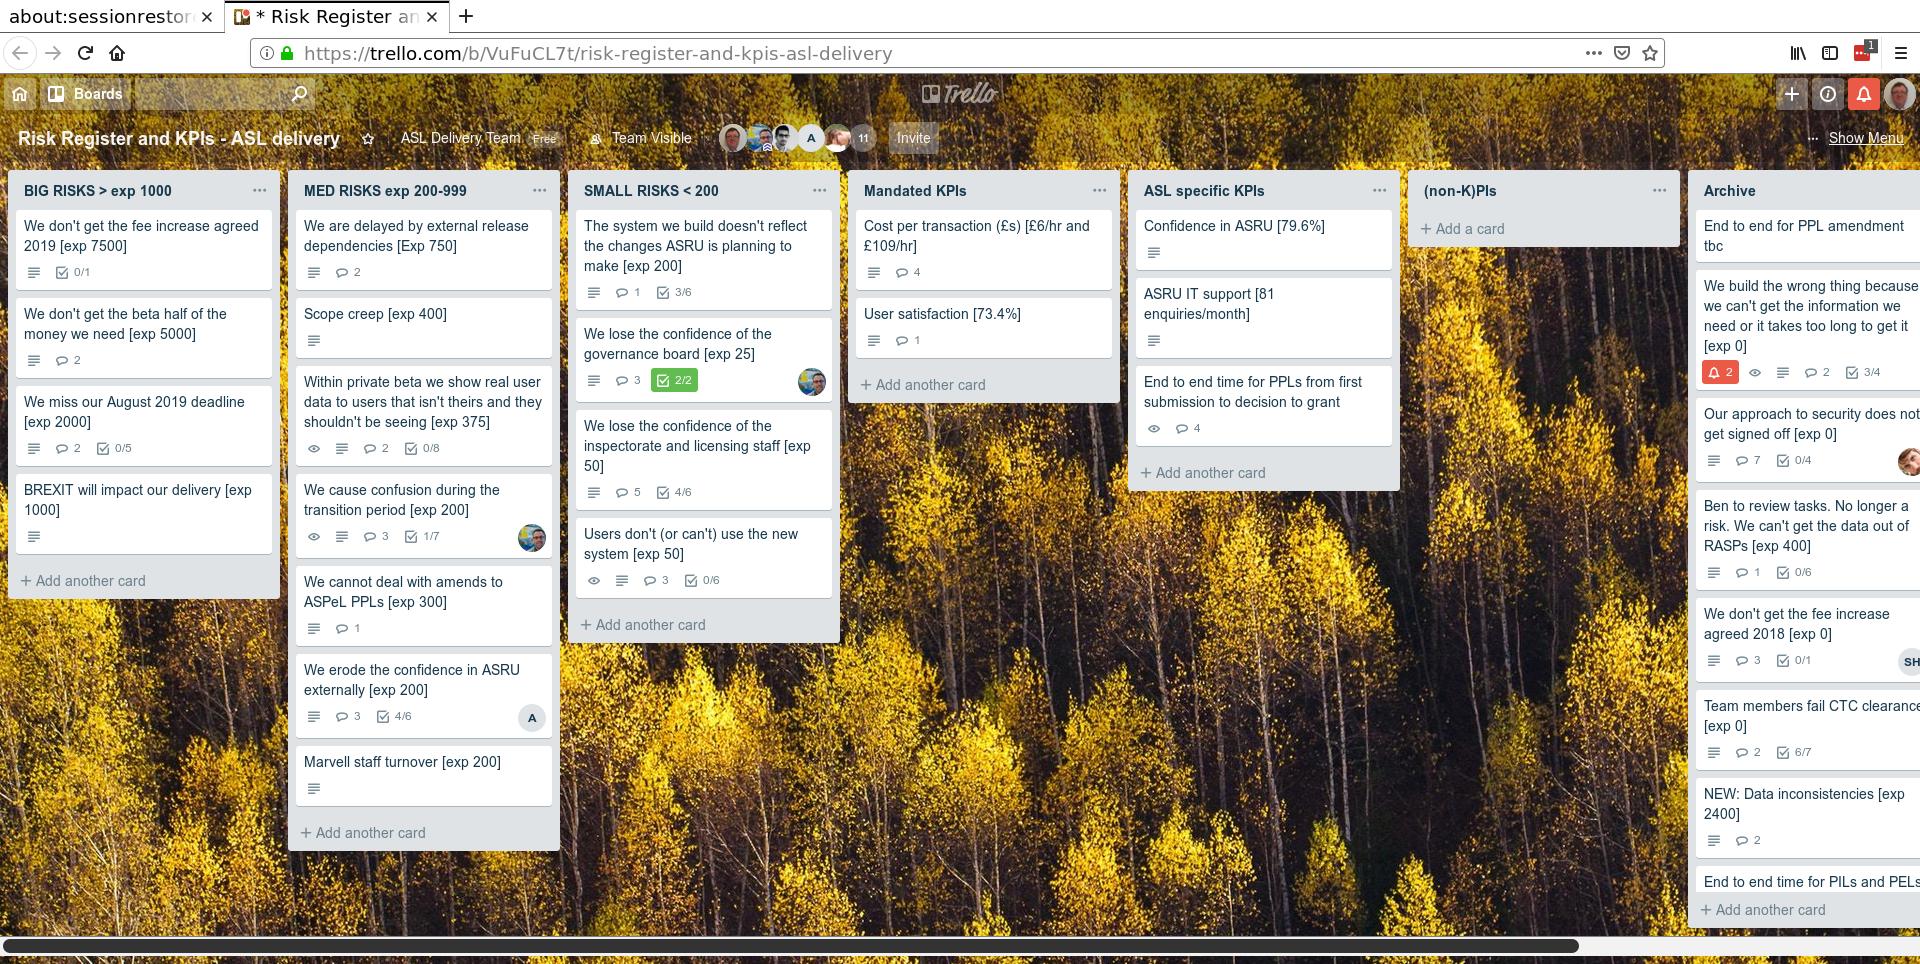 about:sessionrestore
* Risk Register an
https://trello.com/b/VuFuCL7t/risk-register-and-kpis-asl-delivery
1
Boards
Trello
Risk Register and KPIs - ASL delivery
ASL Delivery Team Free
Team Visible
A
11
Invite
Show Menu
BIG RISKS > exp 1000
We don't get the fee increase agreed
2019 [exp 7500]
0/1
We don't get the beta half of the
money we need [exp 5000]
2
We miss our August 2019 deadline
[exp 2000]
2 0/5
BREXIT will impact our delivery [exp
1000]
+ Add another card
MED RISKS exp 200-999
We are delayed by external release
dependencies [Exp 750]
2
Scope creep [exp 400]
Within private beta we show real user
data to users that isn't theirs and they
shouldn't be seeing [exp 375]
2 0/8
We cause confusion during the
transition period [exp 200]
3 1/7
We cannot deal with amends to
ASPeL PPLs [exp 300]
1
We erode the confidence in ASRU
externally [exp 200]
3 4/6 A
Marvell staff turnover [exp 200]
+ Add another card
SMALL RISKS < 200
The system we build doesn't reflect
the changes ASRU is planning to
make [exp 200]
1 3/6
We lose the confidence of the
governance board [exp 25]
3 2/2
We lose the confidence of the
inspectorate and licensing staff [exp
50]
5 4/6
Users don't (or can't) use the new
system [exp 50]
3 0/6
+ Add another card
Mandated KPIs
Cost per transaction (£s) [£6/hr and
£109/hr]
4
User satisfaction [73.4%]
1
+ Add another card
ASL specific KPIs
Confidence in ASRU [79.6%]
ASRU IT support [81
enquiries/month]
End to end time for PPLs from first
submission to decision to grant
4
+ Add another card
(non-K)PIs
+ Add a card
Archive
End to end for PPL amendment
tbc
We build the wrong thing because
we can't get the information we
need or it takes too long to get it
[exp 0]
2 2 3/4
Our approach to security does not
get signed off [exp 0]
7 0/4
Ben to review tasks. No longer a
risk. We can't get the data out of
RASPs [exp 400]
1 0/6
We don't get the fee increase
agreed 2018 [exp 0]
3 0/1 SH
Team members fail CTC clearance
[exp 0]
2 6/7
NEW: Data inconsistencies [exp
2400]
2
End to end time for PILs and PELs
+ Add another card